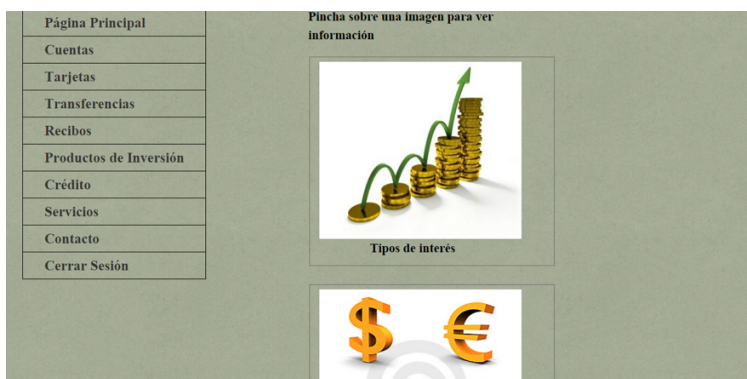 Página Principal
Cuentas
Tarjetas
Transferencias
Recibos
Productos de Inversión
Crédito
Servicios
Contacto
Cerrar Sesión
Pincha sobre una imagen para ver
información
Tipos de interés
$ €